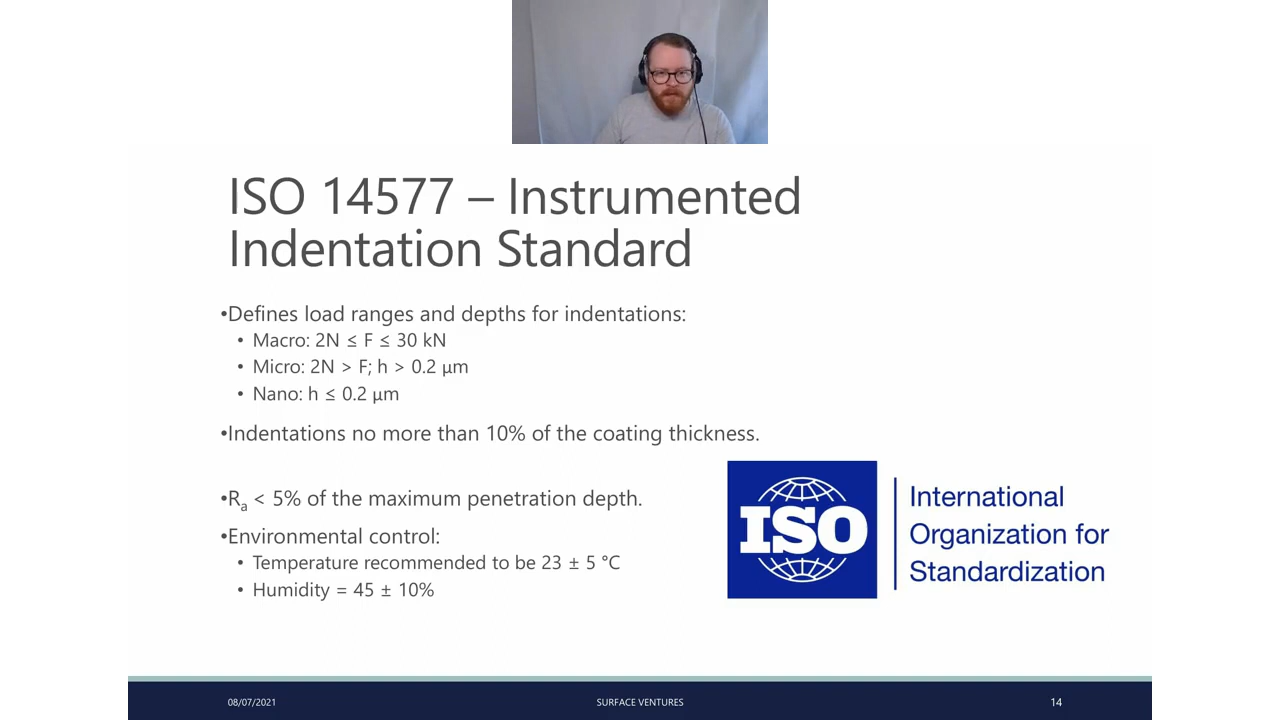 ISO 14577 – Instrumented
Indentation Standard
•Defines load ranges and depths for indentations:
• Macro: 2N ≤ F ≤ 30 kN
• Micro: 2N > F; h > 0.2 μm
• Nano: h ≤ 0.2 μm
•Indentations no more than 10% of the coating thickness.
•Rₐ < 5% of the maximum penetration depth.
•Environmental control:
• Temperature recommended to be 23 ± 5 °C
• Humidity = 45 ± 10%
ISO
International
Organization for
Standardization
08/07/2021
SURFACE VENTURES
14